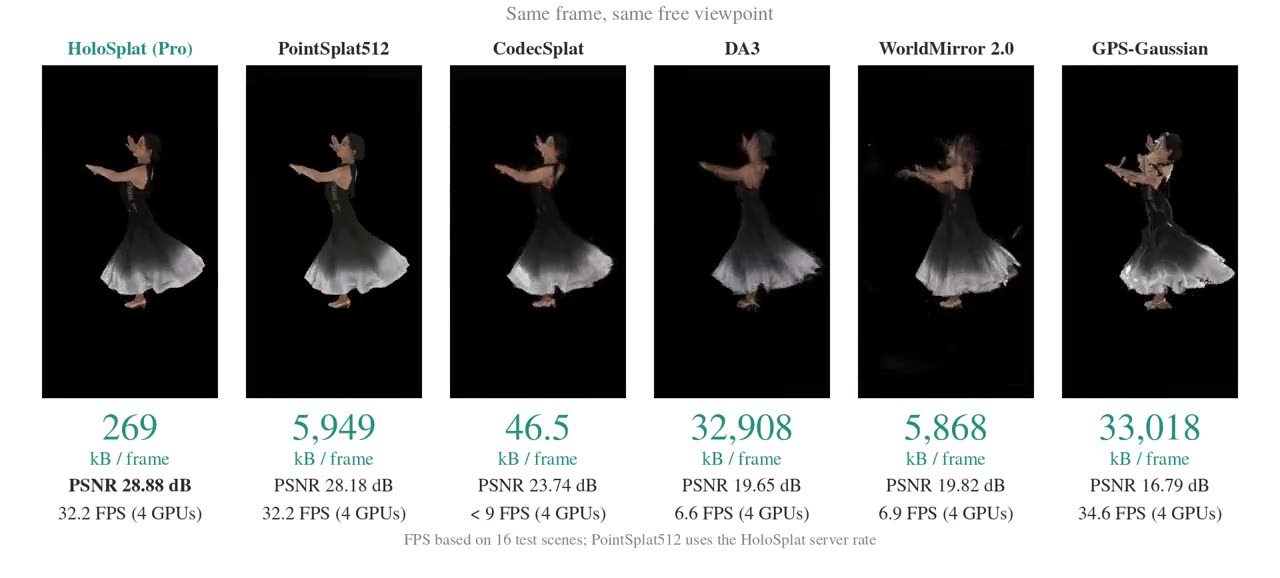 Same frame, same free viewpoint
HoloSplat (Pro) PointSplat512 CodecSplat DA3 WorldMirror 2.0 GPS-Gaussian
269 5,949 46.5 32,908 5,868 33,018
kB / frame kB / frame kB / frame kB / frame kB / frame kB / frame
PSNR 28.88 dB PSNR 28.18 dB PSNR 23.74 dB PSNR 19.65 dB PSNR 19.82 dB PSNR 16.79 dB
32.2 FPS (4 GPUs) 32.2 FPS (4 GPUs) < 9 FPS (4 GPUs) 6.6 FPS (4 GPUs) 6.9 FPS (4 GPUs) 34.6 FPS (4 GPUs)
FPS based on 16 test scenes; PointSplat512 uses the HoloSplat server rate